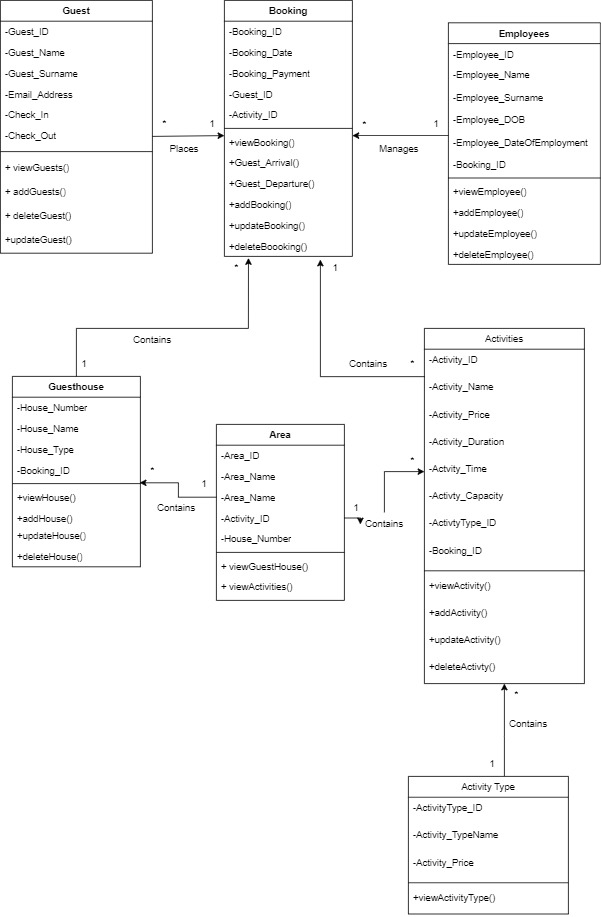 Guest
-Guest_ID
-Guest_Name
-Guest_Surname
-Email_Address
-Check_In
-Check_Out
+ viewGuests()
+ addGuests()
+ deleteGuest()
+updateGuest()
*
1
Places
Booking
-Booking_ID
-Booking_Date
-Booking_Payment
-Guest_ID
-Activity_ID
+viewBooking()
+Guest_Arrival()
+Guest_Departure()
+addBooking()
+updateBooking()
+deleteBoooking()
*
1
Manages
Employees
-Employee_ID
-Employee_Name
-Employee_Surname
-Employee_DOB
-Employee_DateOfEmployment
-Booking_ID
+viewEmployee()
+addEmployee()
+updateEmployee()
+deleteEmployee()
*
Contains
1
1
Contains
*
Guesthouse
-House_Number
-House_Name
-House_Type
-Booking_ID
+viewHouse()
+addHouse()
+updateHouse()
+deleteHouse()
*
1
Contains
Area
-Area_ID
-Area_Name
-Area_Name
-Activity_ID
-House_Number
+ viewGuestHouse()
+ viewActivities()
1
*
Contains
Activities
-Activity_ID
-Activity_Name
-Activity_Price
-Activity_Duration
-Activty_Time
-Activty_Capacity
-ActivtyType_ID
-Booking_ID
+viewActivity()
+addActivity()
+updateActivity()
+deleteActivty()
*
Contains
1
Activity Type
-ActivityType_ID
-Activity_TypeName
-Activity_Price
+viewActivityType()